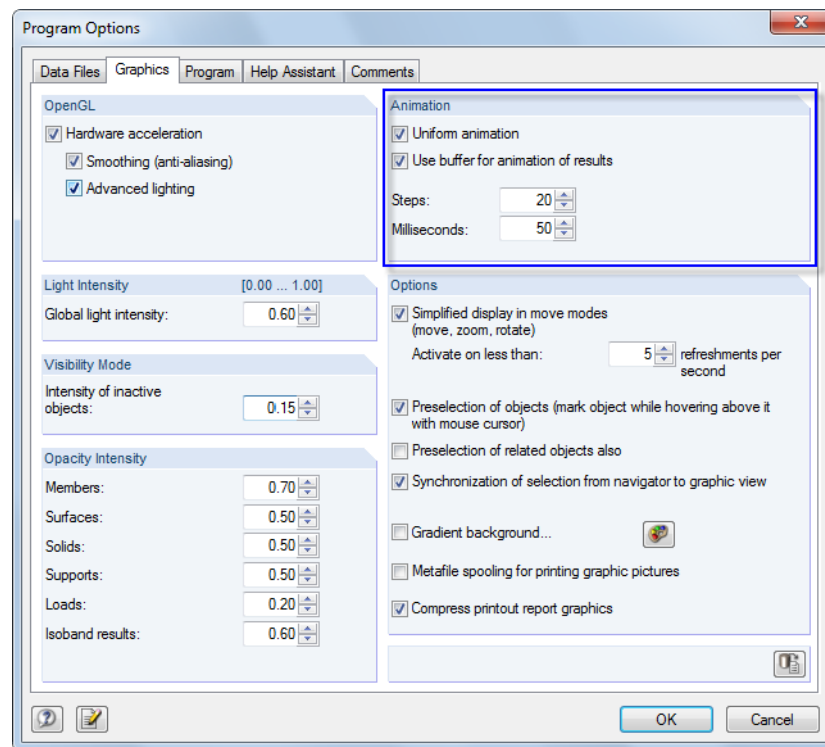 Program Options
Data Files
Graphics
Program
Help Assistant
Comments
OpenGL
Hardware acceleration
Smoothing (anti-aliasing)
Advanced lighting
Light Intensity [0.00 ... 1.00]
Global light intensity: 0.60
Visibility Mode
Intensity of inactive
objects: 0.15
Opacity Intensity
Members: 0.70
Surfaces: 0.50
Solids: 0.50
Supports: 0.50
Loads: 0.20
Isoband results: 0.60
Animation
Uniform animation
Use buffer for animation of results
Steps: 20
Milliseconds: 50
Options
Simplified display in move modes
(move, zoom, rotate)
Activate on less than: 5 refreshments per
second
Preselection of objects (mark object while hovering above it
with mouse cursor)
Preselection of related objects also
Synchronization of selection from navigator to graphic view
Gradient background...
Metafile spooling for printing graphic pictures
Compress printout report graphics
OK
Cancel